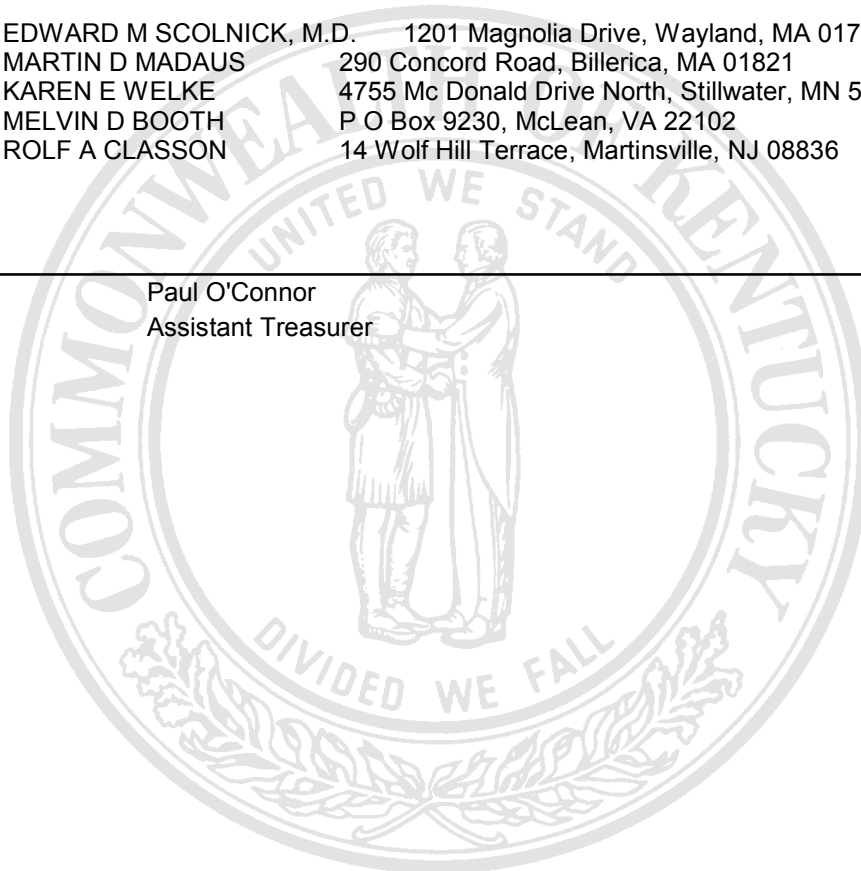 EDWARD M SCOLNICK, M.D. 1201 Magnolia Drive, Wayland, MA 017
MARTIN D MADAUS 290 Concord Road, Billerica, MA 01821
KAREN E WELKE 4755 Mc Donald Drive North, Stillwater, MN 5
MELVIN D BOOTH P O Box 9230, McLean, VA 22102
ROLF A CLASSON 14 Wolf Hill Terrace, Martinsville, NJ 08836
COMMONWEALTH OF KENTUCKY
UNITED WE STAND
Paul O'Connor
Assistant Treasurer
DIVIDED WE FALL